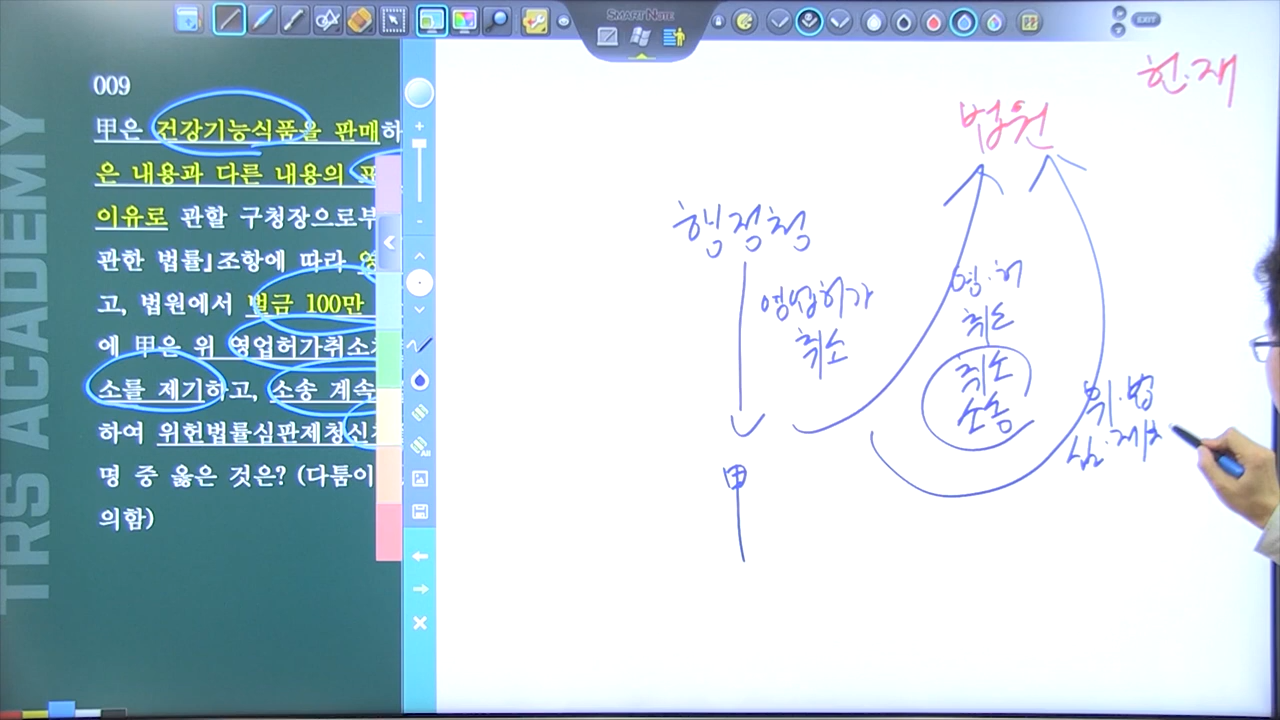 SMART NOTE
EXIT
TRS ACADEMY
009
甲은 건강기능식품을 판매하
은 내용과 다른 내용의 표
이유로 관할 구청장으로부
관한 법률』조항에 따라 영
고, 법원에서 벌금 100만
에 甲은 위 영업허가취소처
소를 제기하고, 소송 계속
하여 위헌법률심판제청신청
명 중 옳은 것은? (다툼이
의함)
헌·재
법원
행정청
영업허가
취소
영·허
취소
취소
소송
위·법
심·제청
甲